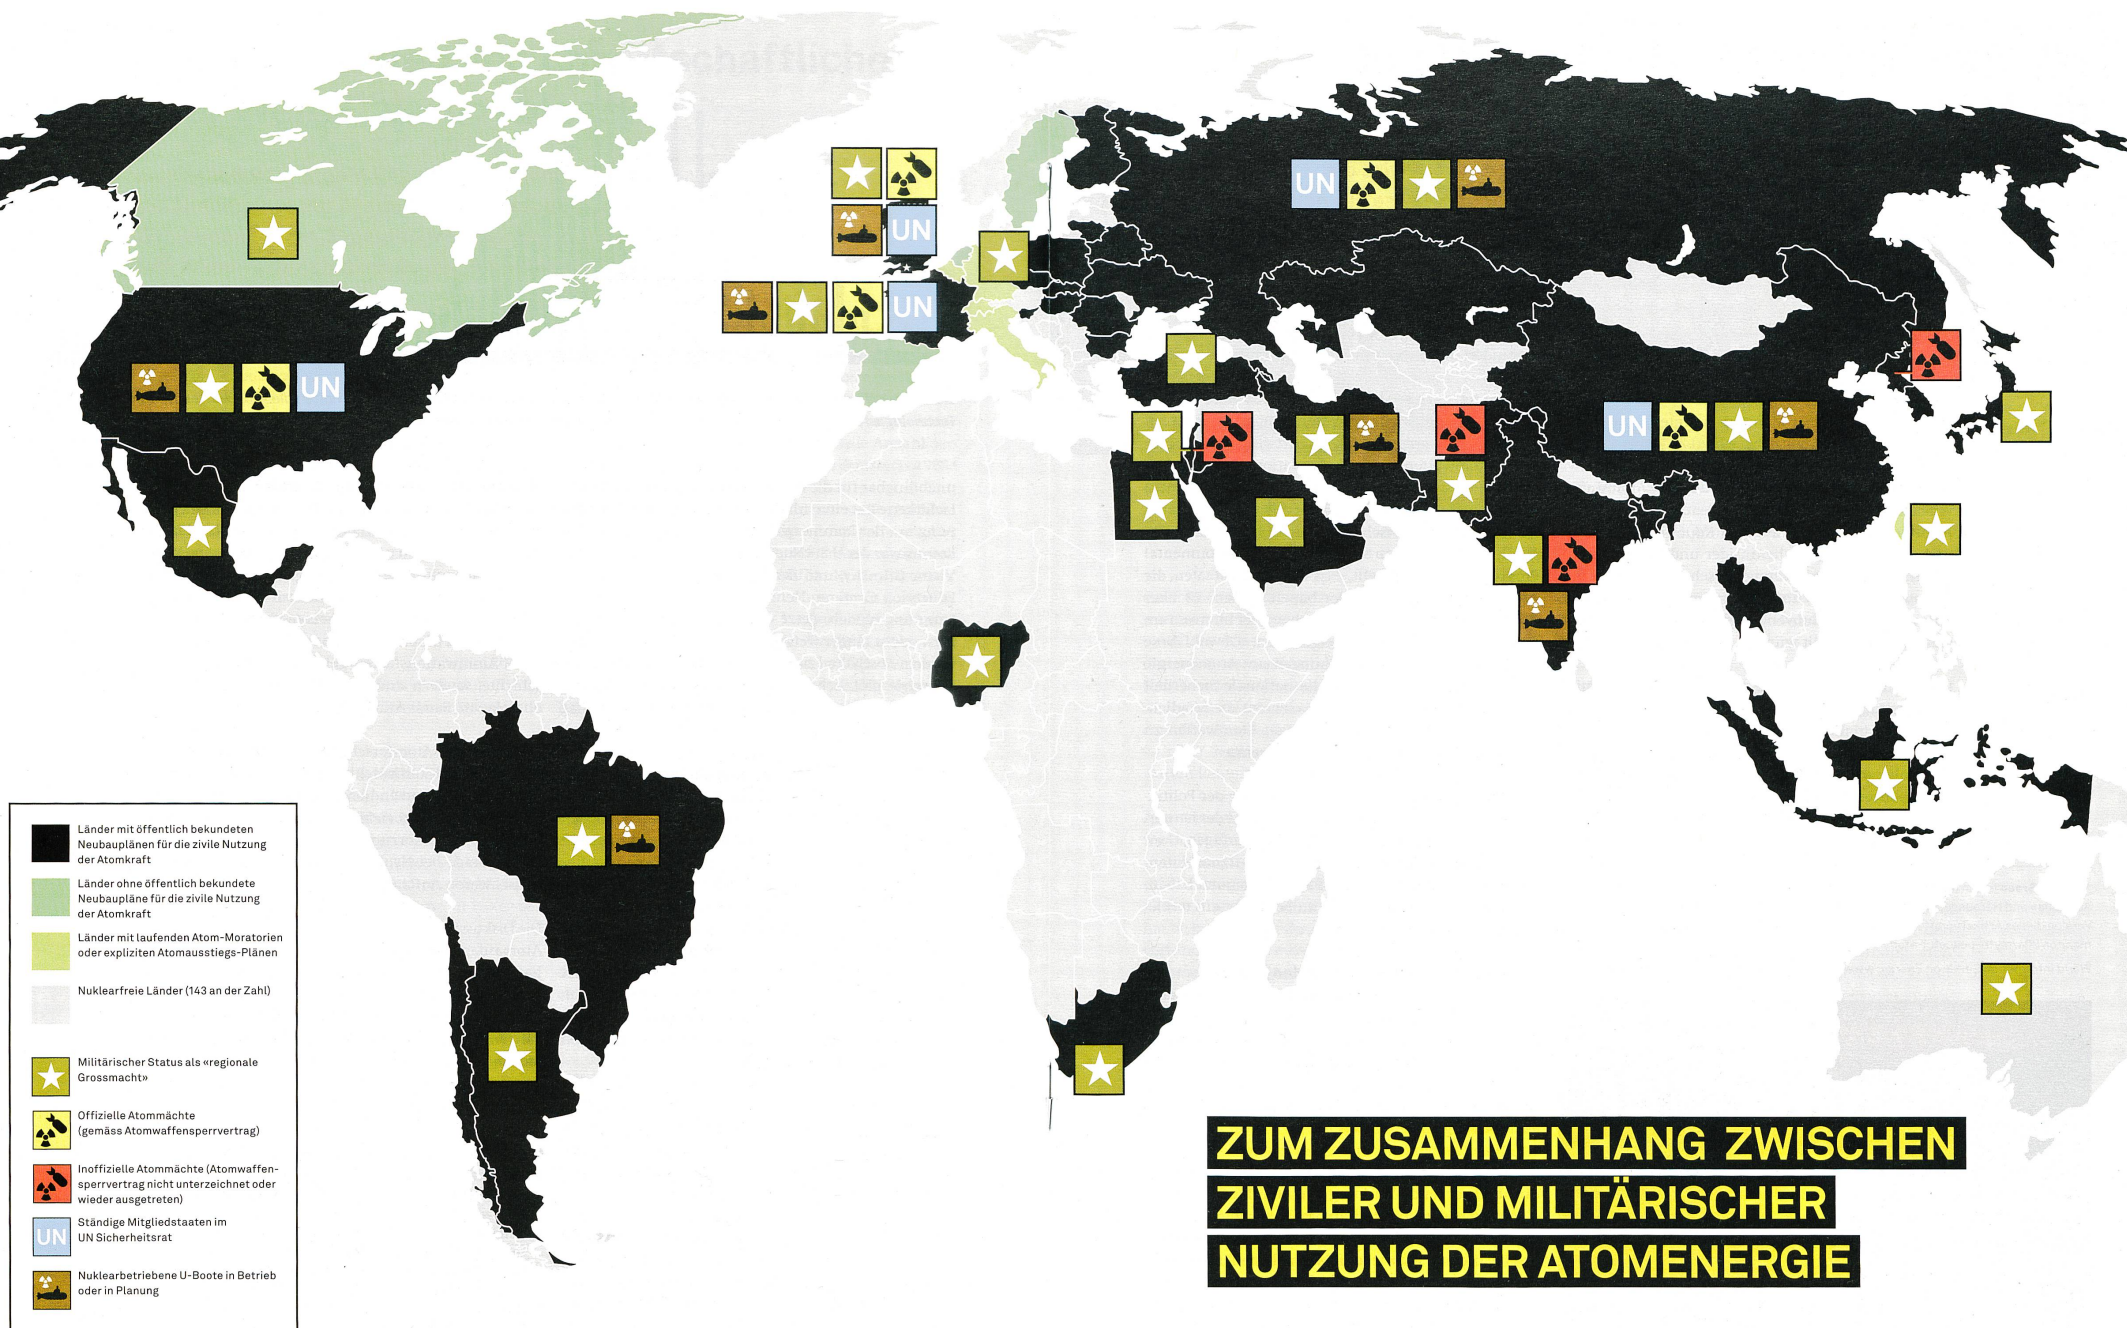 schaftliche
UN
UN
UN
UN
UN
Länder mit öffentlich bekundeten
Neubauplänen für die zivile Nutzung
der Atomkraft
Länder ohne öffentlich bekundete
Neubaupläne für die zivile Nutzung
der Atomkraft
Länder mit laufenden Atom-Moratorien
oder expliziten Atomausstiegs-Plänen
Nuklearfreie Länder (143 an der Zahl)
Militärischer Status als «regionale
Grossmacht»
Offizielle Atommächte
(gemäss Atomwaffensperrvertrag)
Inoffizielle Atommächte (Atomwaffen-
sperrvertrag nicht unterzeichnet oder
wieder ausgetreten)
UN
Ständige Mitgliedstaaten im
UN Sicherheitsrat
Nuklearbetriebene U-Boote in Betrieb
oder in Planung
ZUM ZUSAMMENHANG ZWISCHEN
ZIVILER UND MILITÄRISCHER
NUTZUNG DER ATOMENERGIE